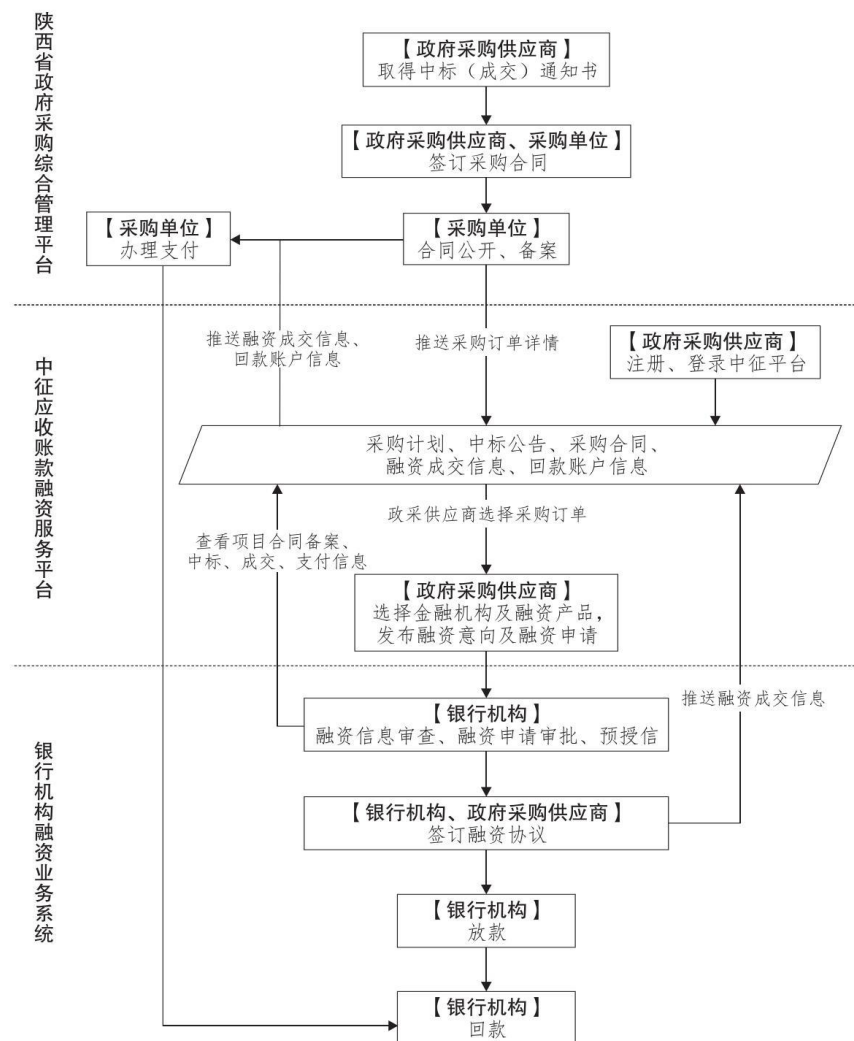 陕西省政府采购综合管理平台
【政府采购供应商】
取得中标（成交）通知书
【政府采购供应商、采购单位】
签订采购合同
【采购单位】
办理支付
【采购单位】
合同公开、备案
中征应收账款融资服务平台
推送融资成交信息、
回款账户信息
推送采购订单详情
【政府采购供应商】
注册、登录中征平台
采购计划、中标公告、采购合同、
融资成交信息、回款账户信息
政采供应商选择采购订单
查看项目合同备案、
中标、成交、支付信息
【政府采购供应商】
选择金融机构及融资产品，
发布融资意向及融资申请
银行机构融资业务系统
【银行机构】
融资信息审查、融资申请审批、预授信
推送融资成交信息
【银行机构、政府采购供应商】
签订融资协议
【银行机构】
放款
【银行机构】
回款